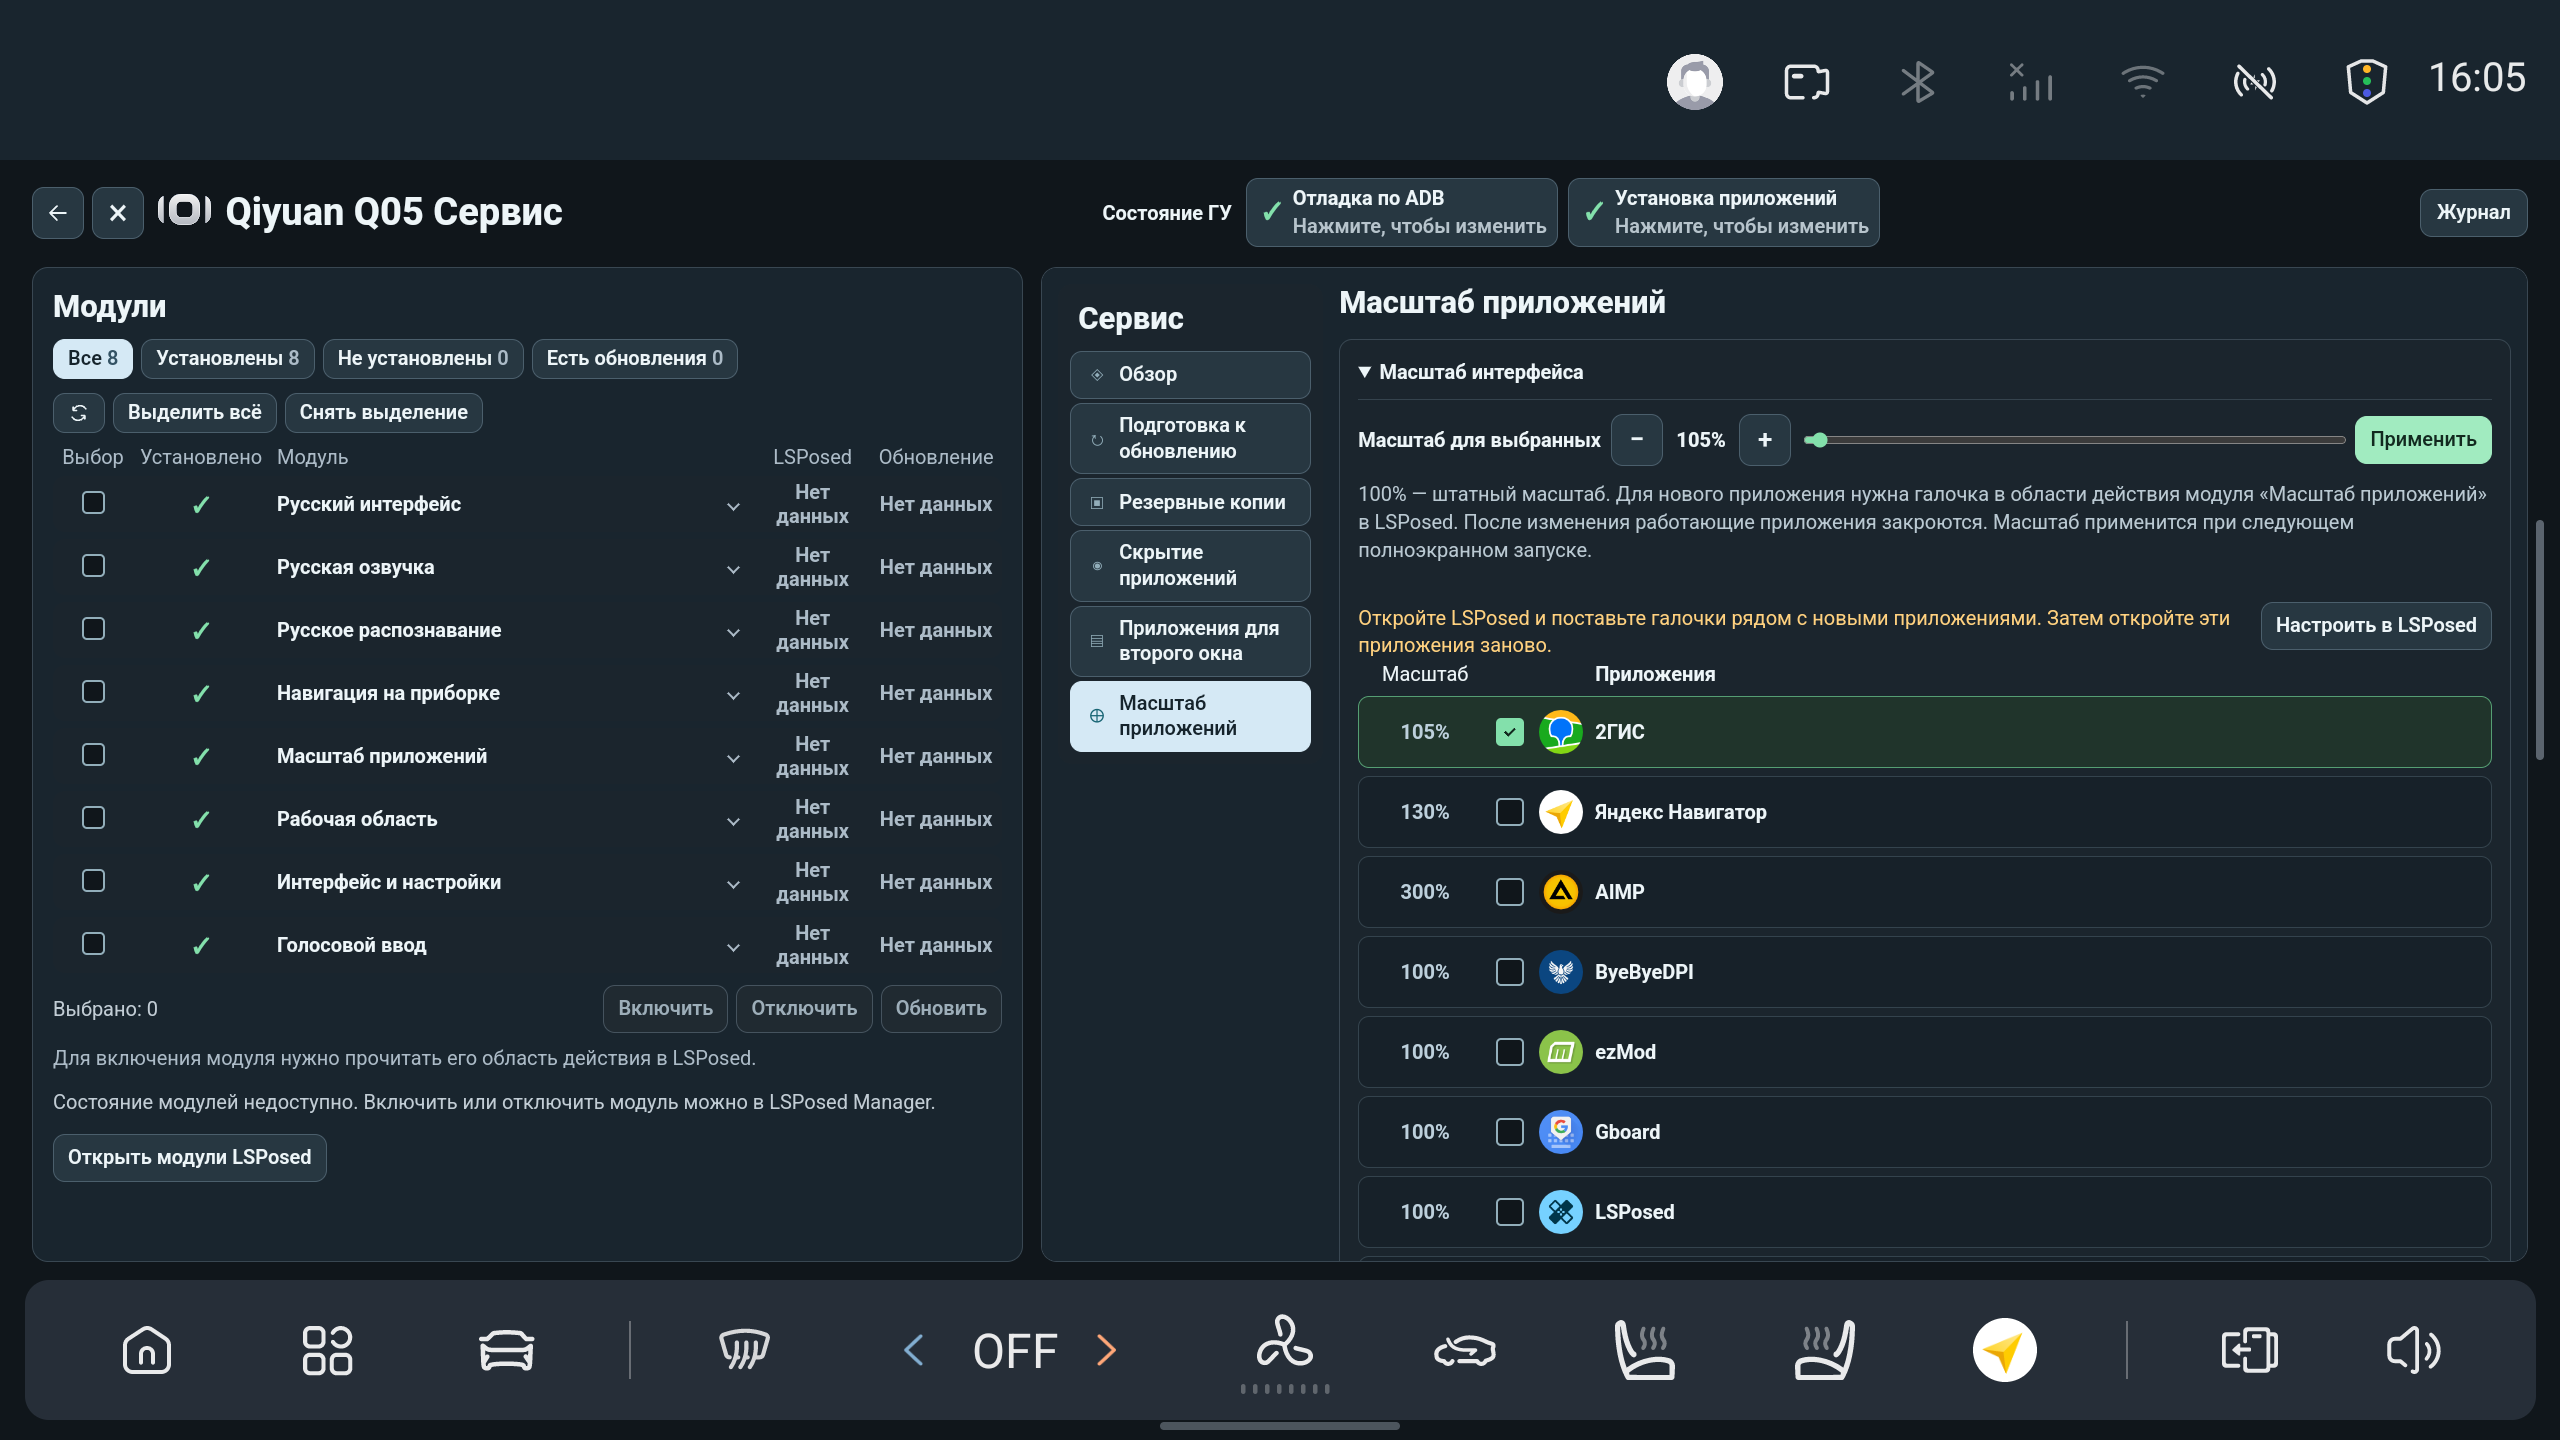 16:05
Qiyuan Q05 Сервис
Состояние ГУ
✓ Отладка по ADB
Нажмите, чтобы изменить
✓ Установка приложений
Нажмите, чтобы изменить
Журнал
Модули
Все 8
Установлены 8
Не установлены 0
Есть обновления 0
Выделить всё
Снять выделение
Выбор Установлено Модуль LSPosed Обновление
Русский интерфейс Нет данных Нет данных
Русская озвучка Нет данных Нет данных
Русское распознавание Нет данных Нет данных
Навигация на приборке Нет данных Нет данных
Масштаб приложений Нет данных Нет данных
Рабочая область Нет данных Нет данных
Интерфейс и настройки Нет данных Нет данных
Голосовой ввод Нет данных Нет данных
Выбрано: 0
Включить
Отключить
Обновить
Для включения модуля нужно прочитать его область действия в LSPosed.
Состояние модулей недоступно. Включить или отключить модуль можно в LSPosed Manager.
Открыть модули LSPosed
Сервис
Обзор
Подготовка к
обновлению
Резервные копии
Скрытие
приложений
Приложения для
второго окна
Масштаб
приложений
Масштаб приложений
▼ Масштаб интерфейса
Масштаб для выбранных − 105% + Применить
100% — штатный масштаб. Для нового приложения нужна галочка в области действия модуля «Масштаб приложений»
в LSPosed. После изменения работающие приложения закроются. Масштаб применится при следующем
полноэкранном запуске.
Откройте LSPosed и поставьте галочки рядом с новыми приложениями. Затем откройте эти
приложения заново.
Настроить в LSPosed
Масштаб Приложения
105% 2ГИС
130% Яндекс Навигатор
300% AIMP
100% ByeByeDPI
100% ezMod
100% Gboard
100% LSPosed
OFF